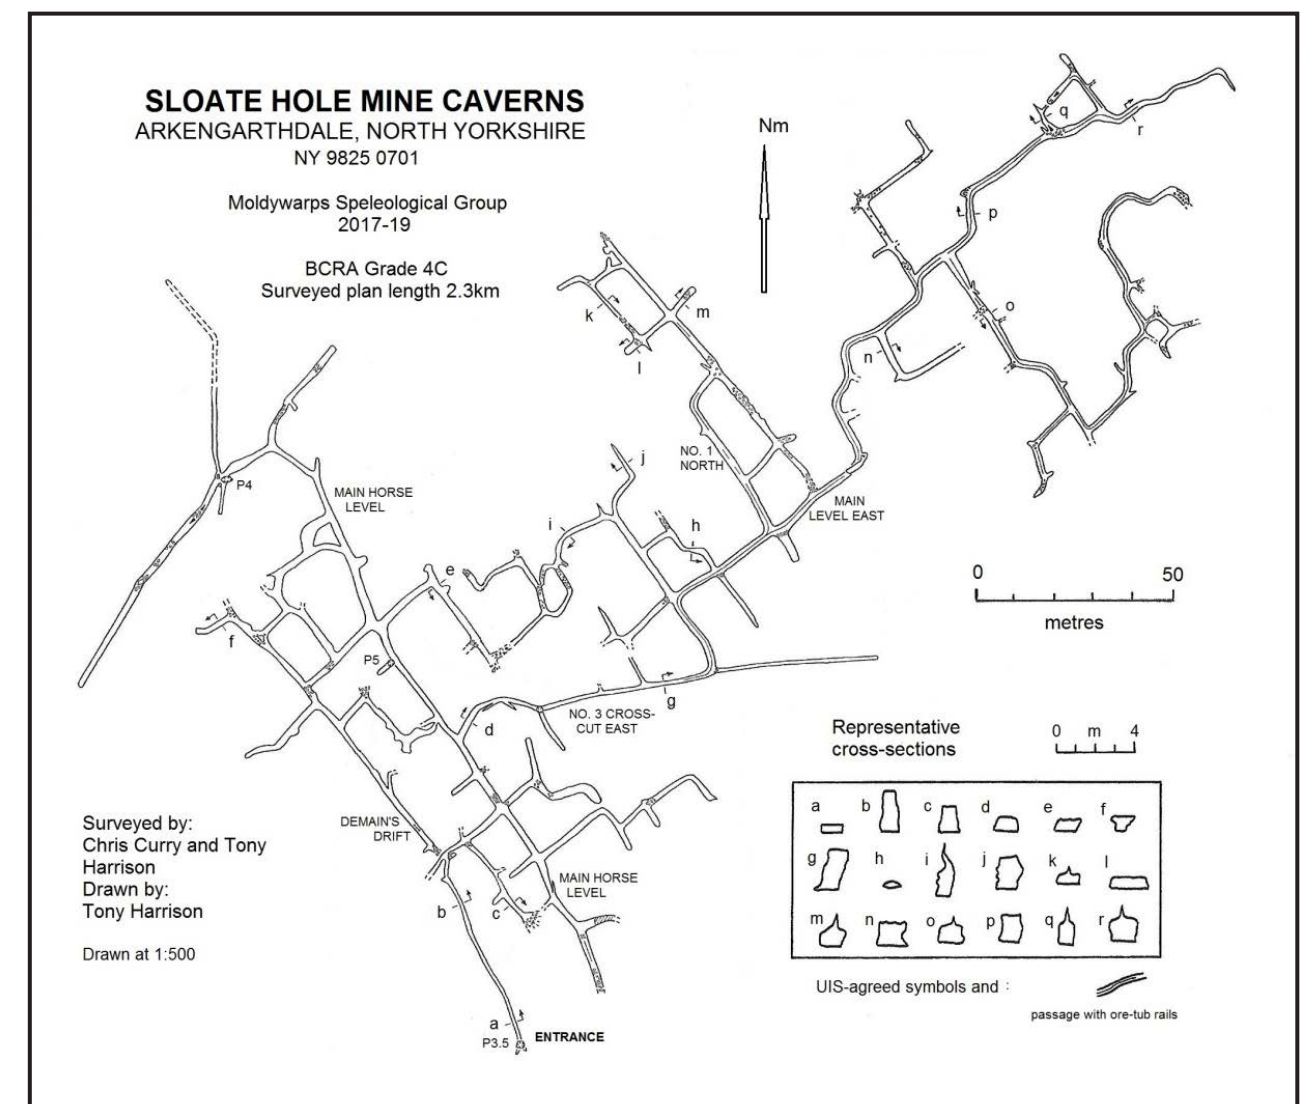 SLOATE HOLE MINE CAVERNS
ARKENGARTHDALE, NORTH YORKSHIRE
NY 9825 0701
Moldywarps Speleological Group
2017-19
BCRA Grade 4C
Surveyed plan length 2.3km
Nm
q
r
p
o
n
k
m
l
NO. 1
NORTH
MAIN
LEVEL EAST
j
i
h
P4
MAIN HORSE
LEVEL
e
f
P5
d
g
NO. 3 CROSS-
CUT EAST
0 50
metres
DEMAIN'S
DRIFT
MAIN HORSE
LEVEL
b
c
a
P3.5
ENTRANCE
Surveyed by:
Chris Curry and Tony
Harrison
Drawn by:
Tony Harrison
Drawn at 1:500
Representative
cross-sections
0 m 4
a b c d e f
g h i j k l
m n o p q r
UIS-agreed symbols and :
passage with ore-tub rails